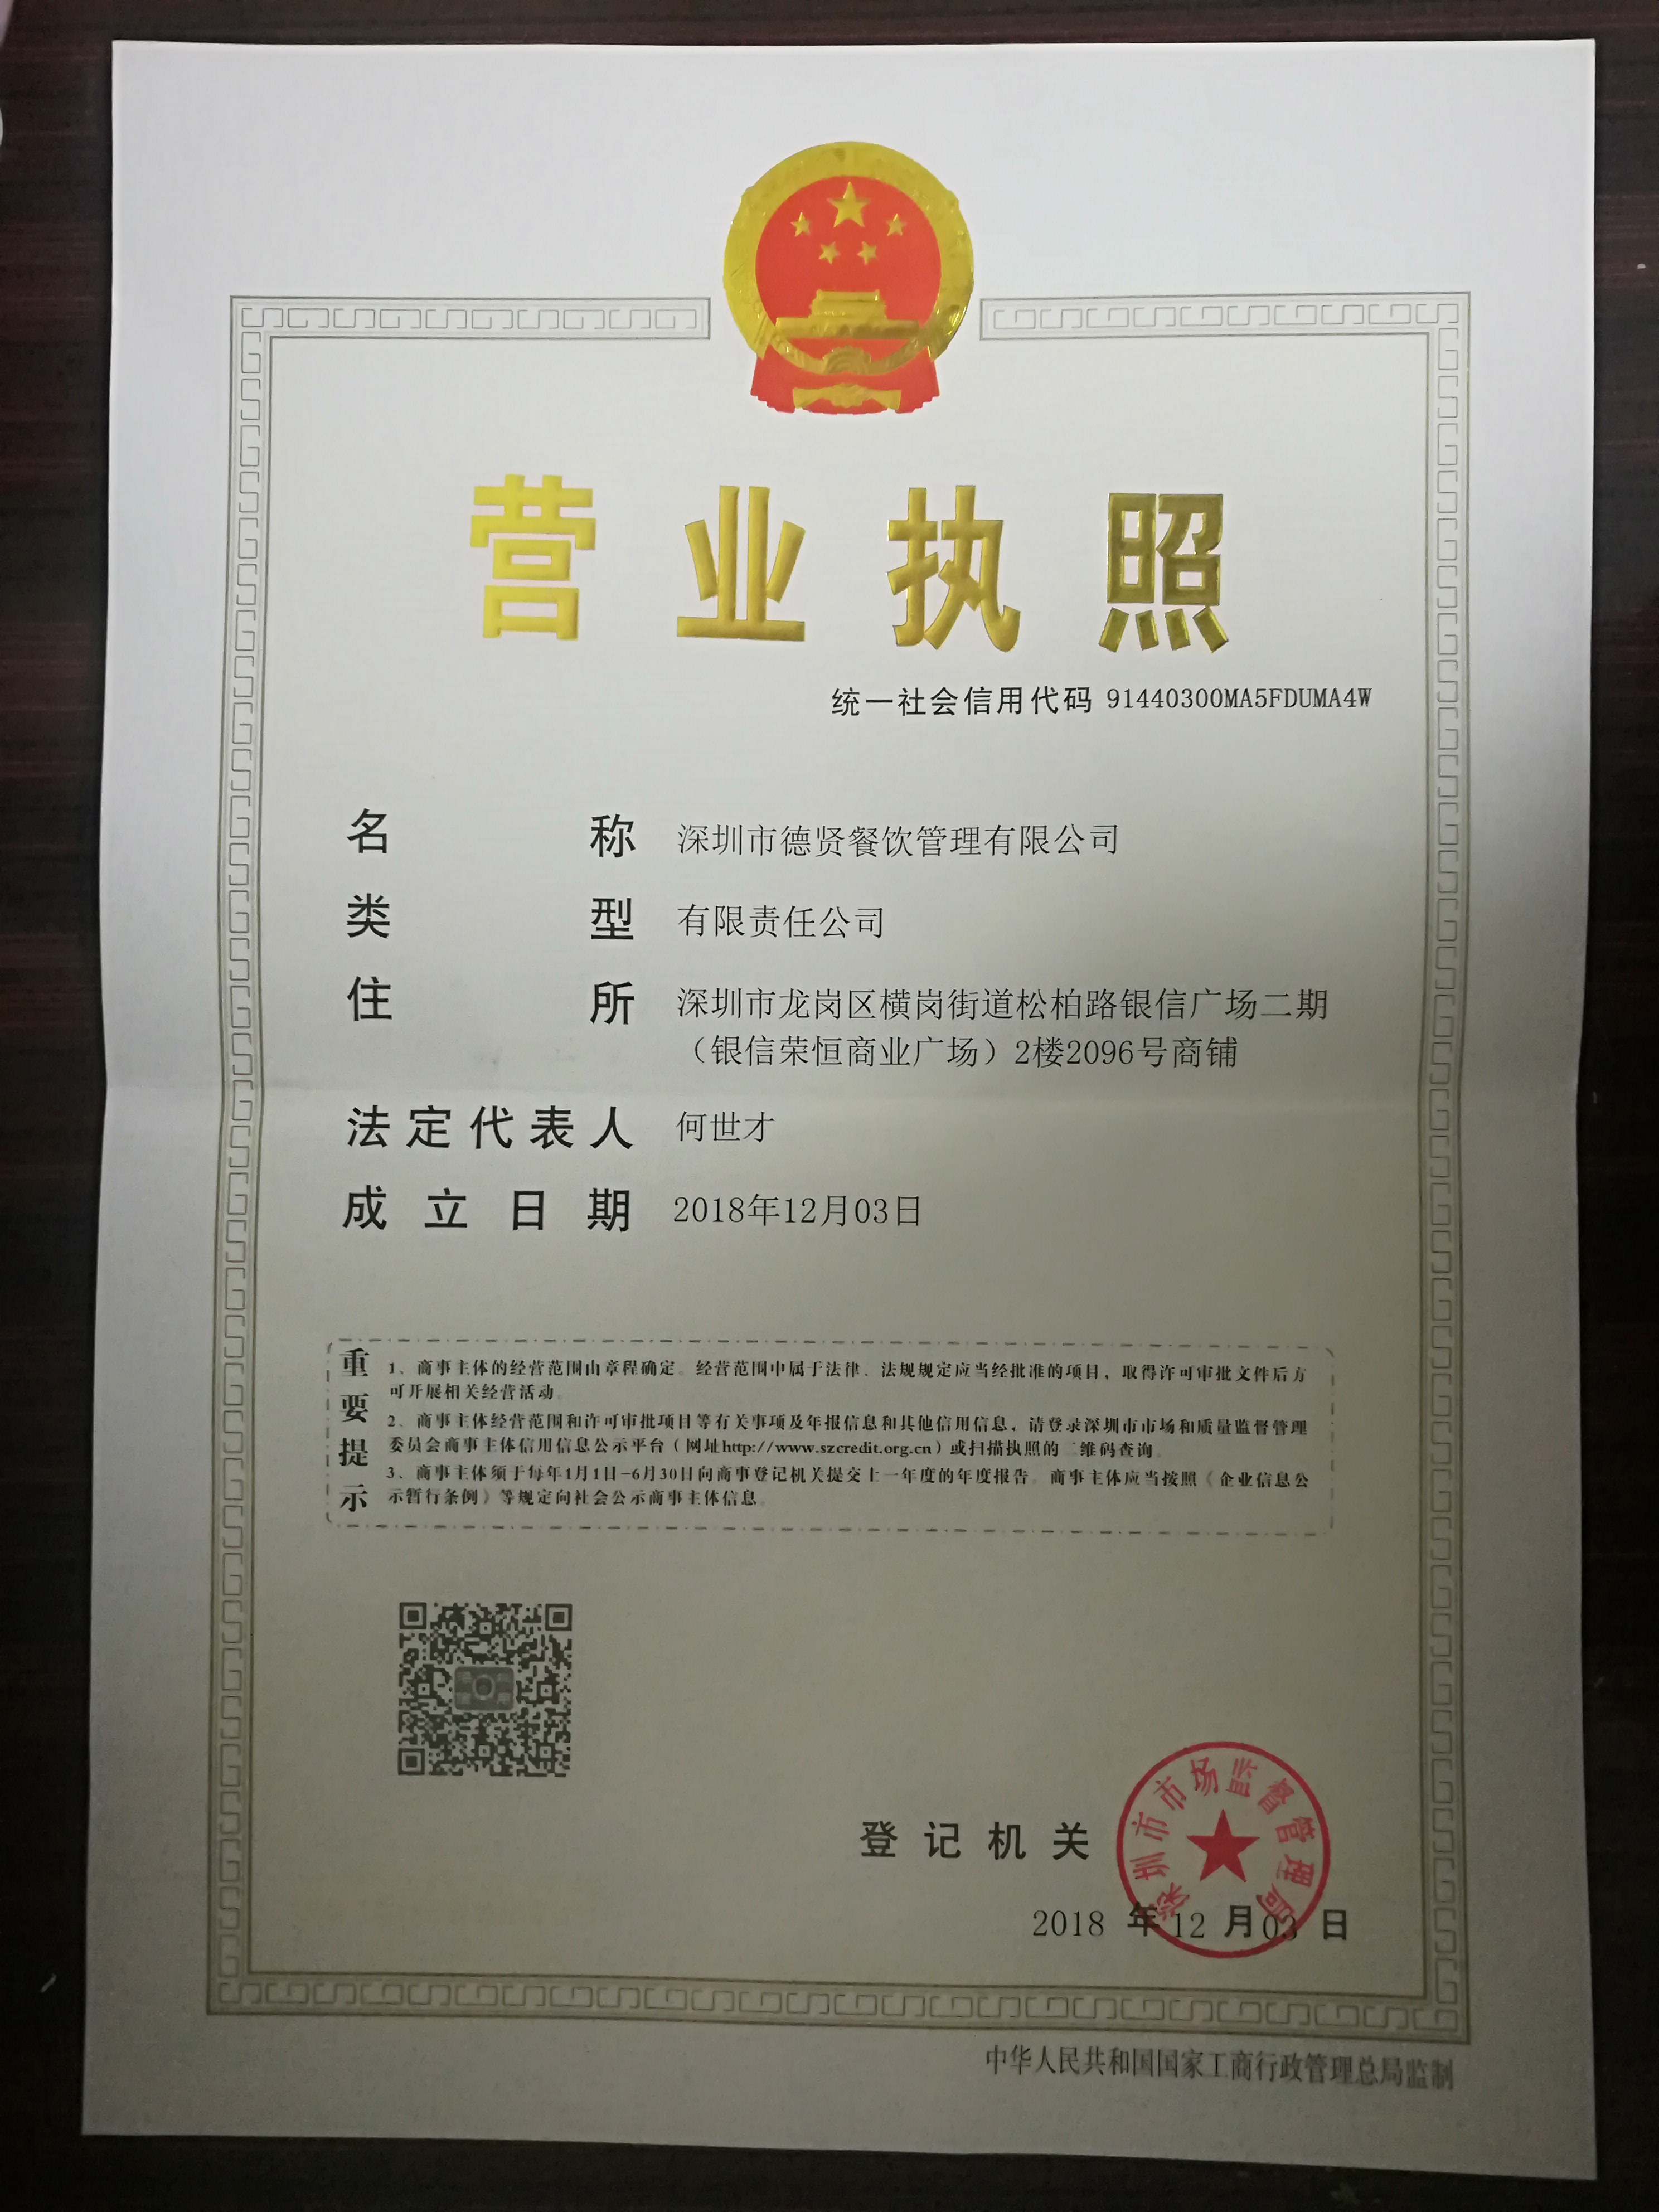 营业执照
统一社会信用代码 91440300MA5FDUMA4W
名称 深圳市德贤餐饮管理有限公司
类型 有限责任公司
住所 深圳市龙岗区横岗街道松柏路银信广场二期
（银信荣恒商业广场）2楼2096号商铺
法定代表人 何世才
成立日期 2018年12月03日
重要提示
1、商事主体的经营范围由章程确定。经营范围中属于法律、法规规定应当经批准的项目，取得许可审批文件后方
可开展相关经营活动。
2、商事主体经营范围和许可审批项目等有关事项及年报信息和其他信用信息，请登录深圳市市场和质量监督管理
委员会商事主体信用信息公示平台（网址http://www.szcredit.org.cn）或扫描执照的二维码查询。
3、商事主体须于每年1月1日-6月30日向商事登记机关提交上一年度的年度报告。商事主体应当按照《企业信息公
示暂行条例》等规定向社会公示商事主体信息。
登记机关
深圳市市场监督管理局
2018 年 12 月 03 日
中华人民共和国国家工商行政管理总局监制